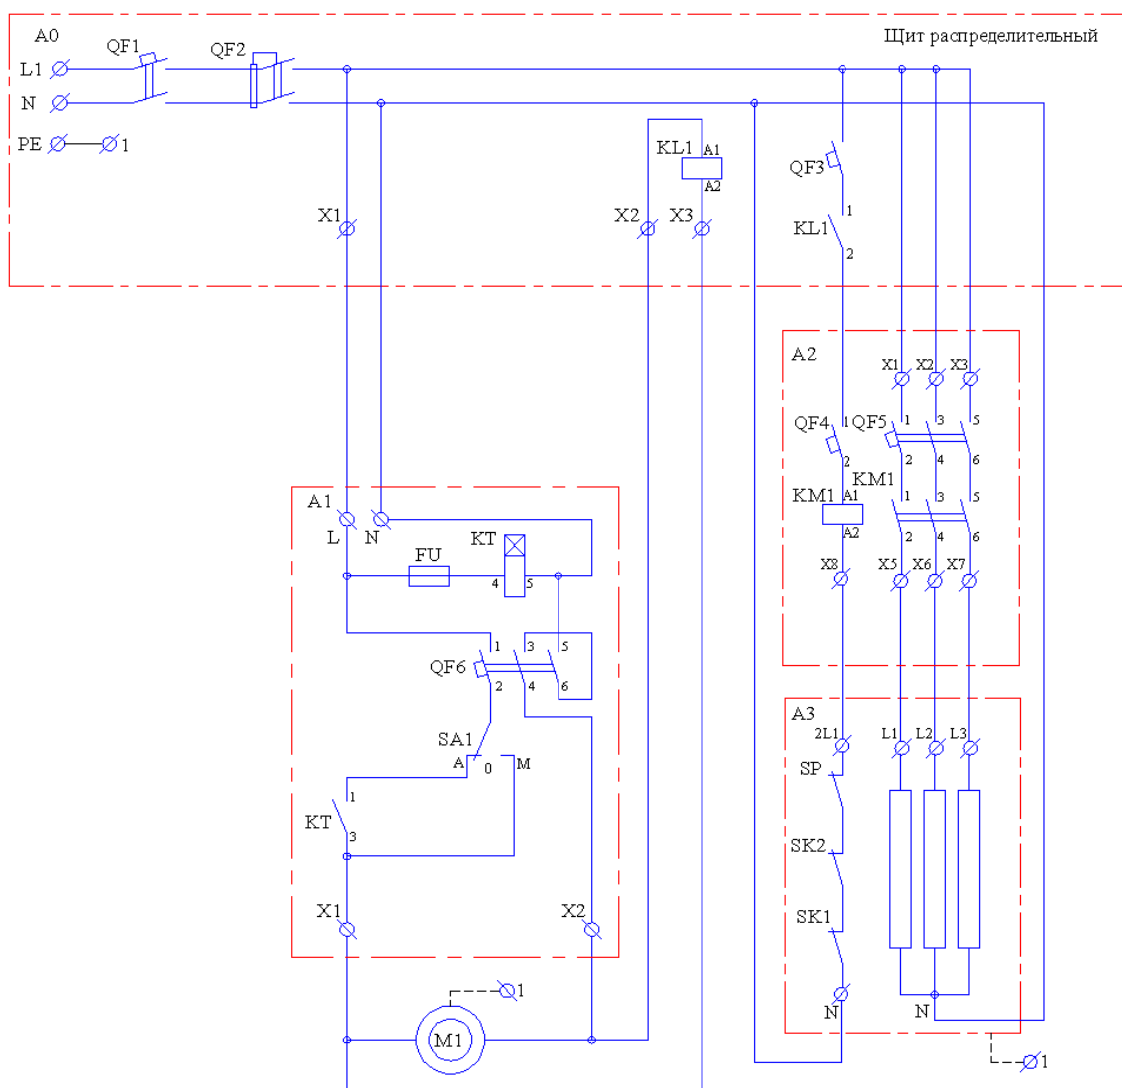 A0
Щит распределительный
QF1
QF2
L1
N
PE
1
KL1
A1
A2
QF3
X1
X2
X3
1
KL1
2
A2
X1
X2
X3
QF4
1
2
QF5
1
3
5
2
4
6
KM1
KM1
A1
A2
1
3
5
2
4
6
X8
X5
X6
X7
A1
L
N
KT
FU
4
5
QF6
1
3
5
2
4
6
SA1
A
0
M
KT
1
3
X1
X2
A3
2L1
L1
L2
L3
SP
SK2
SK1
N
N
1
M1
1